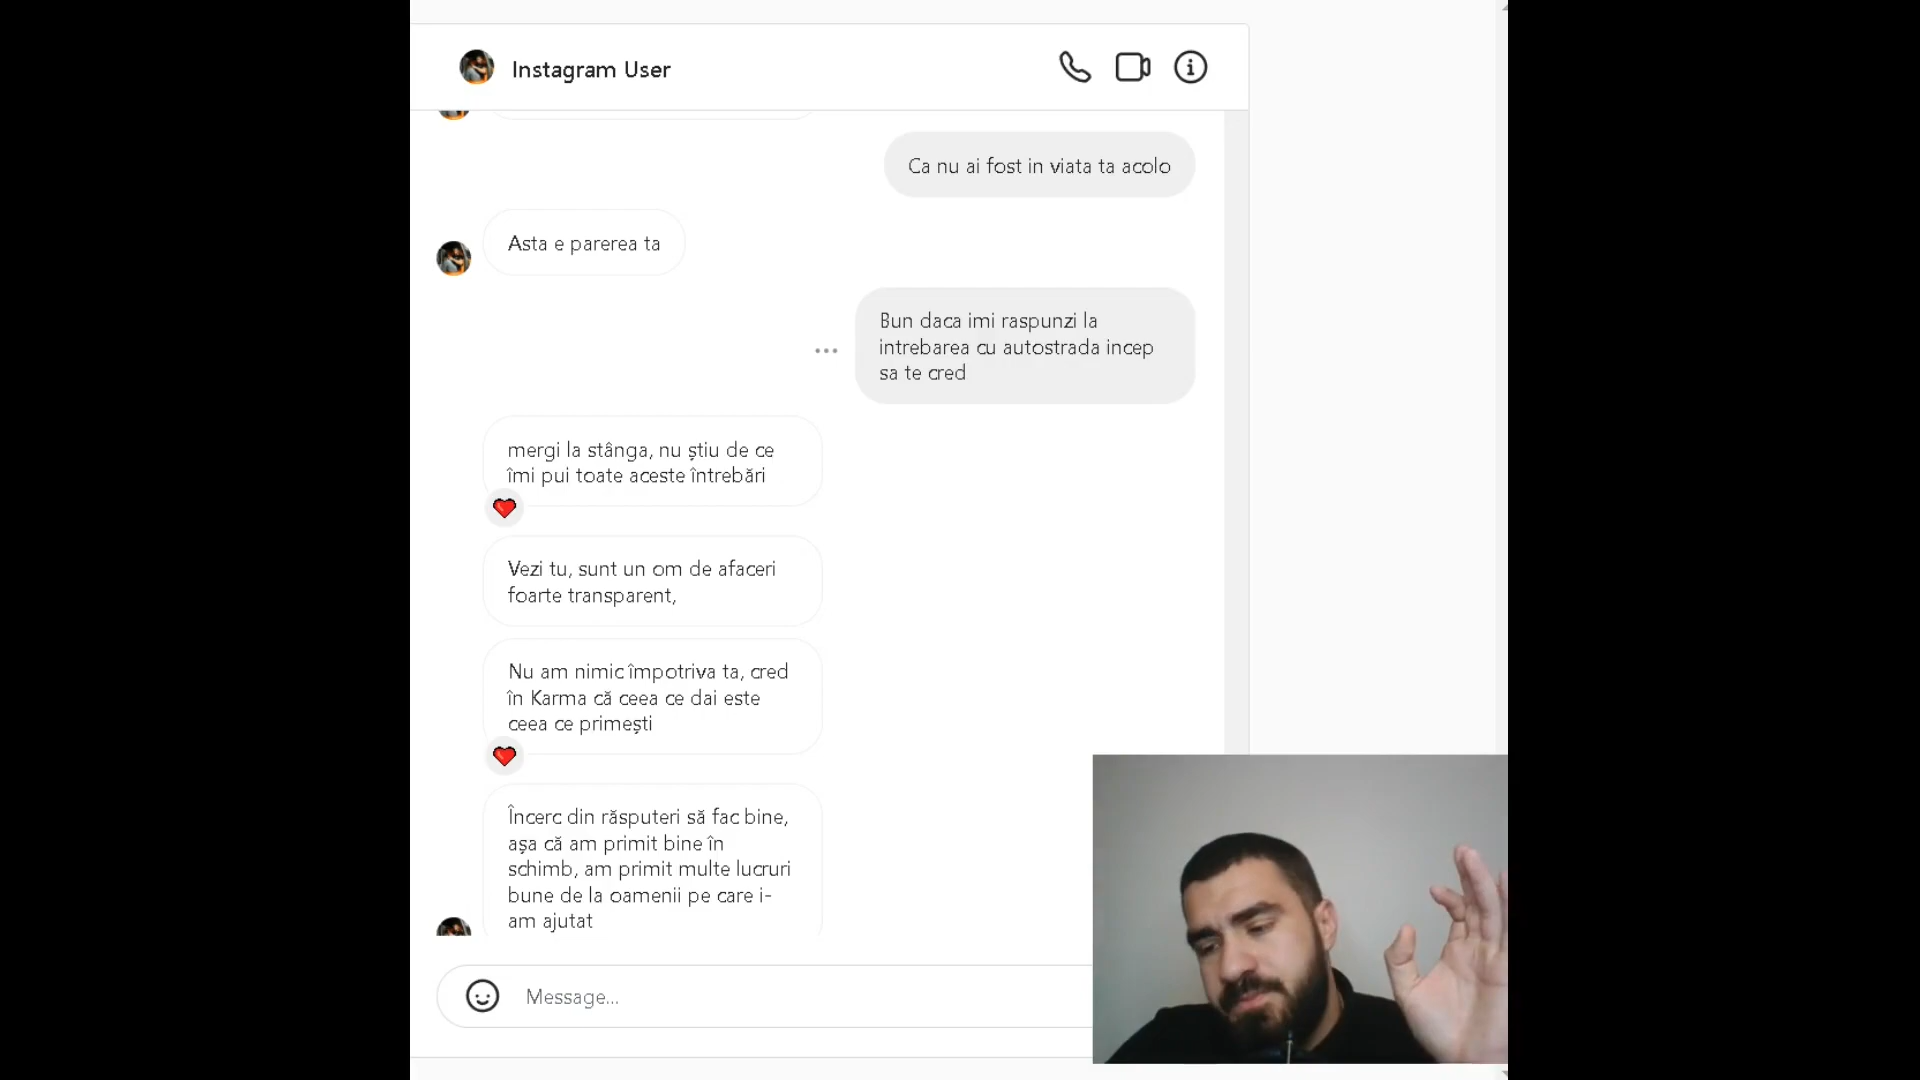 Instagram User
Ca nu ai fost in viata ta acolo
Asta e parerea ta
Bun daca imi raspunzi la
intrebarea cu autostrada incep
sa te cred
mergi la stânga, nu știu de ce
îmi pui toate aceste întrebări
Vezi tu, sunt un om de afaceri
foarte transparent,
Nu am nimic împotriva ta, cred
în Karma că ceea ce dai este
ceea ce primești
Încerc din răsputeri să fac bine,
așa că am primit bine în
schimb, am primit multe lucruri
bune de la oamenii pe care i-
am ajutat
Message...